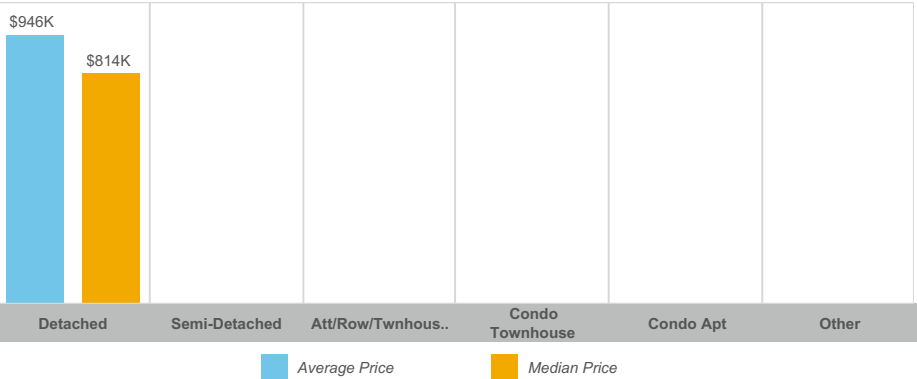 $946K
$814K
Detached
Semi-Detached
Att/Row/Twnhous..
Condo
Townhouse
Condo Apt
Other
Average Price
Median Price